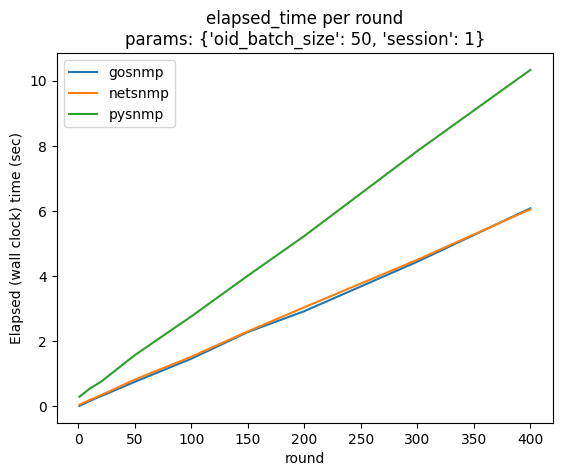 elapsed_time per round
params: {'oid_batch_size': 50, 'session': 1}
gosnmp
netsnmp
pysnmp
Elapsed (wall clock) time (sec)
10
8
6
4
2
0
0 50 100 150 200 250 300 350 400
round